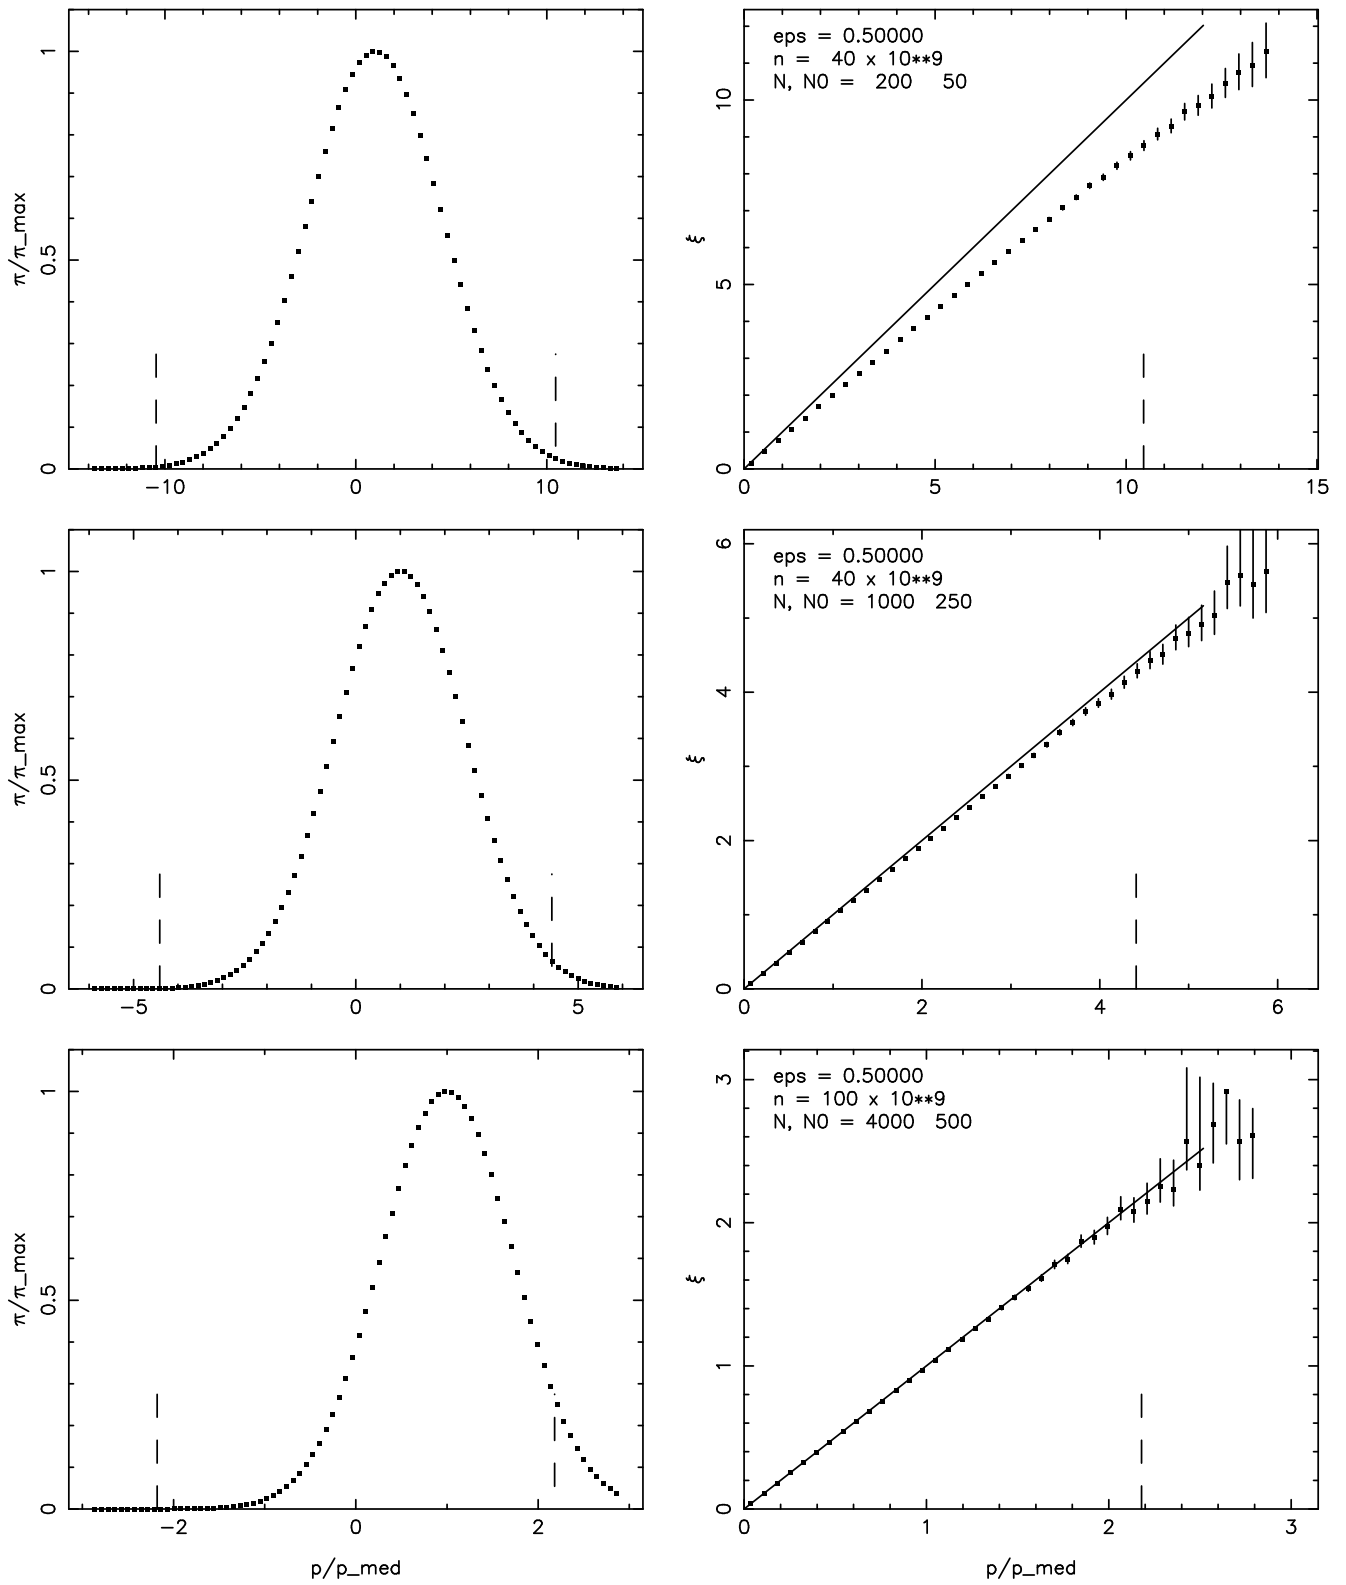 1
0.5
0
π/π_max
−10
0
10
eps = 0.50000
n = 40 x 10**9
N, N0 = 200 50
10
5
0
ξ
0
5
10
15
1
0.5
0
π/π_max
−5
0
5
eps = 0.50000
n = 40 x 10**9
N, N0 = 1000 250
6
4
2
0
ξ
0
2
4
6
1
0.5
0
π/π_max
−2
0
2
p/p_med
eps = 0.50000
n = 100 x 10**9
N, N0 = 4000 500
3
2
1
0
ξ
0
1
2
3
p/p_med